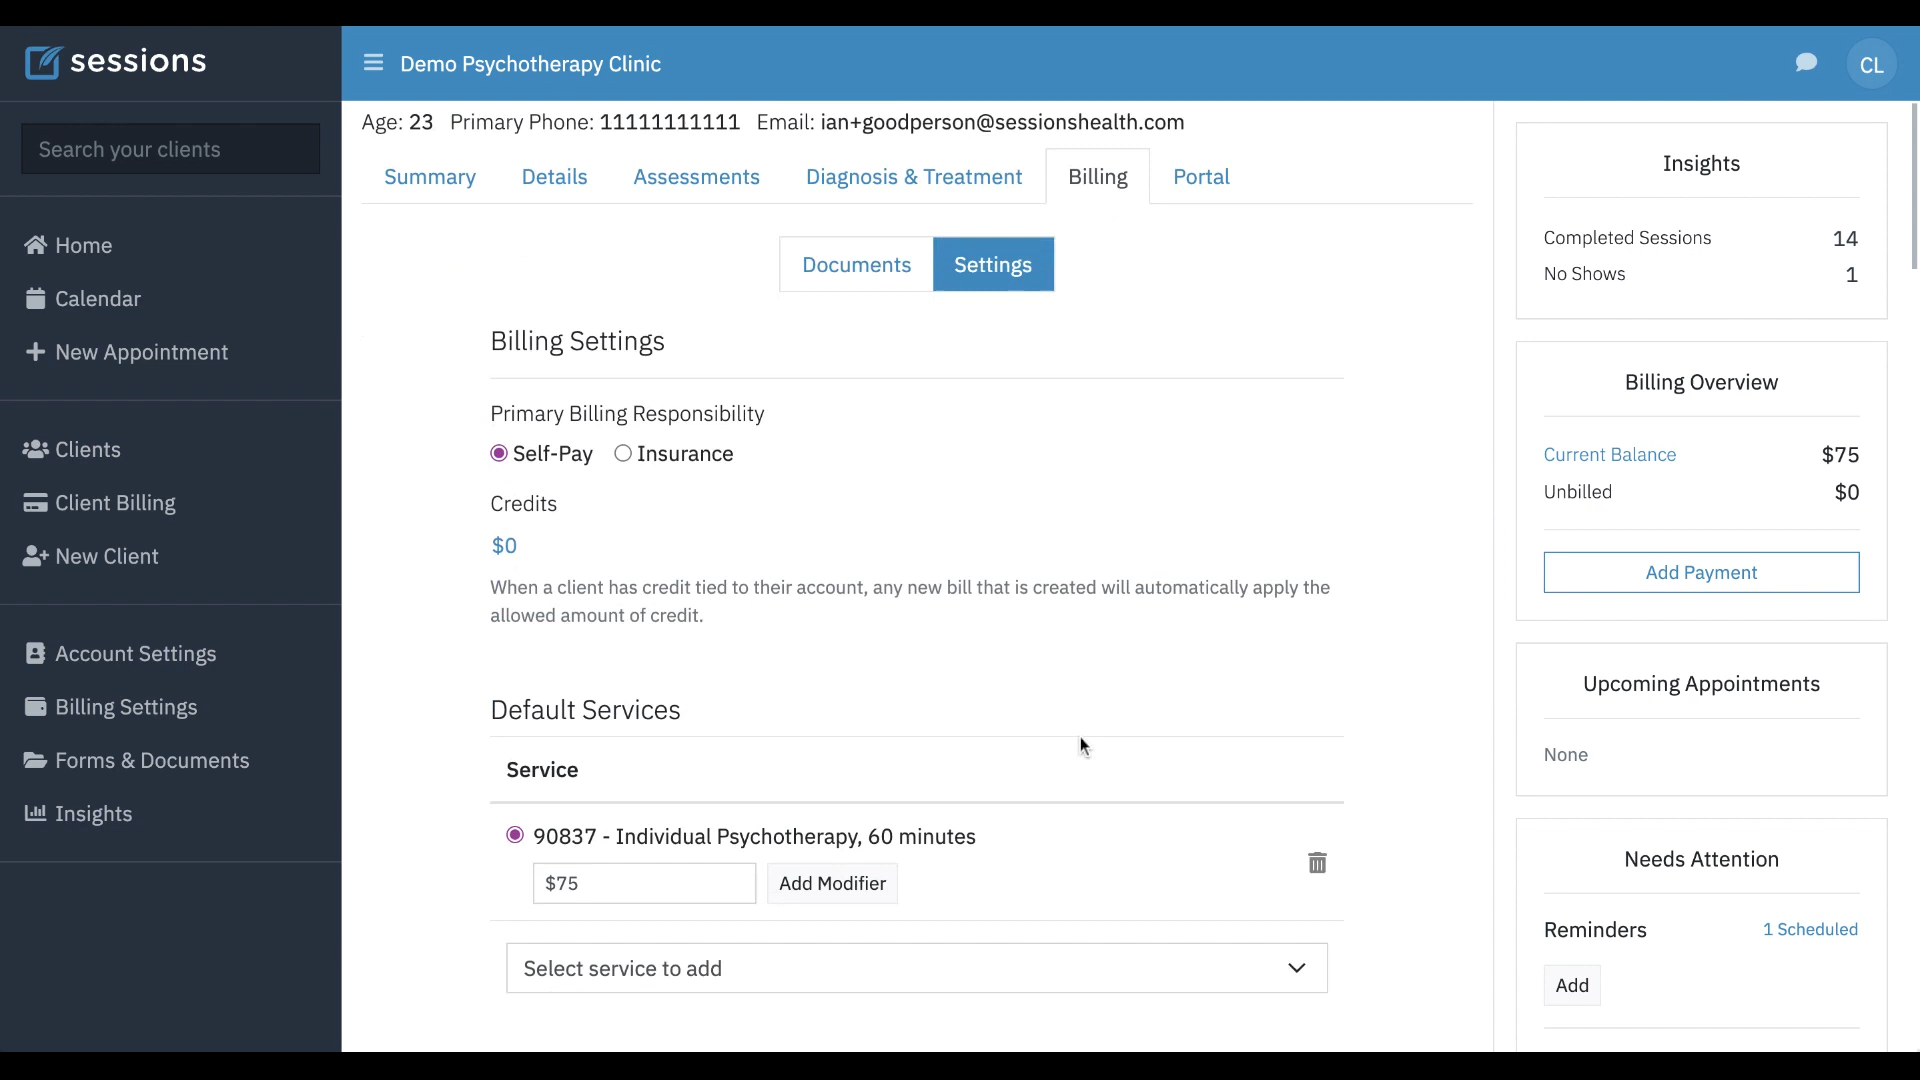 sessions
Demo Psychotherapy Clinic
CL
Search your clients
Home
Calendar
New Appointment
Clients
Client Billing
New Client
Account Settings
Billing Settings
Forms & Documents
Insights
Age: 23 Primary Phone: 11111111111 Email: ian+goodperson@sessionshealth.com
Summary Details Assessments Diagnosis & Treatment Billing Portal
Documents Settings
Billing Settings
Primary Billing Responsibility
Self-Pay Insurance
Credits
$0
When a client has credit tied to their account, any new bill that is created will automatically apply the
allowed amount of credit.
Default Services
Service
90837 - Individual Psychotherapy, 60 minutes
$75 Add Modifier
Select service to add
Insights
Completed Sessions 14
No Shows 1
Billing Overview
Current Balance $75
Unbilled $0
Add Payment
Upcoming Appointments
None
Needs Attention
Reminders 1 Scheduled
Add